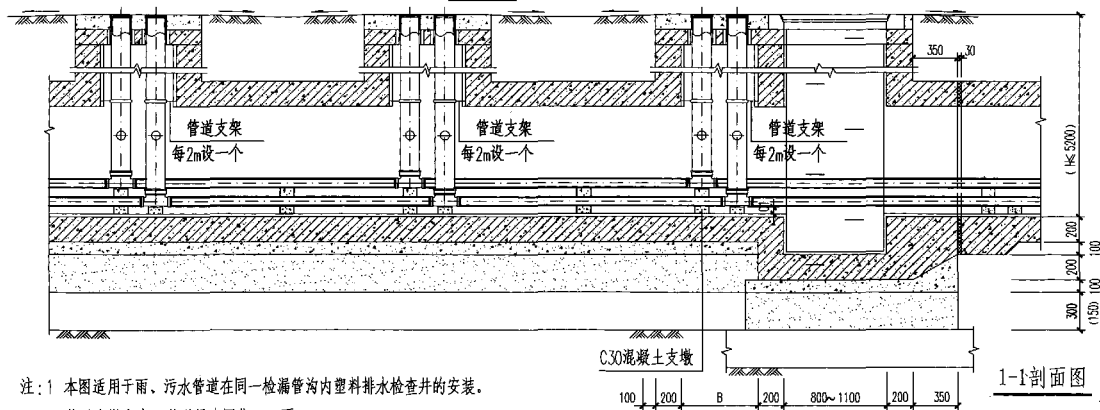 350
30
管道支架
每2m设一个
管道支架
每2m设一个
管道支架
每2m设一个
(H≤5200)
200
100
200
100
300
(150)
C30混凝土支墩
1-1剖面图
注:1 本图适用于雨、污水管道在同一检漏管沟内塑料排水检查井的安装。
100
200
B
200
800~1100
200
350